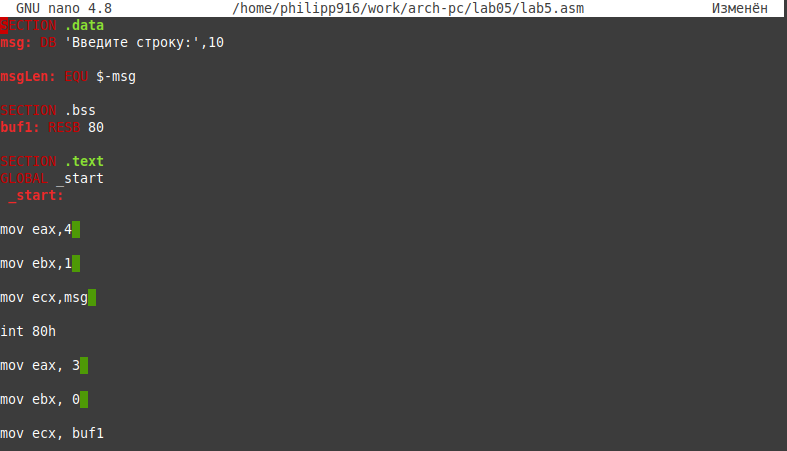 GNU nano 4.8 /home/philipp916/work/arch-pc/lab05/lab5.asm Изменён
SECTION .data
msg: DB 'Введите строку:',10
msgLen: EQU $-msg
SECTION .bss
buf1: RESB 80
SECTION .text
GLOBAL _start
_start:
mov eax,4
mov ebx,1
mov ecx,msg
int 80h
mov eax, 3
mov ebx, 0
mov ecx, buf1